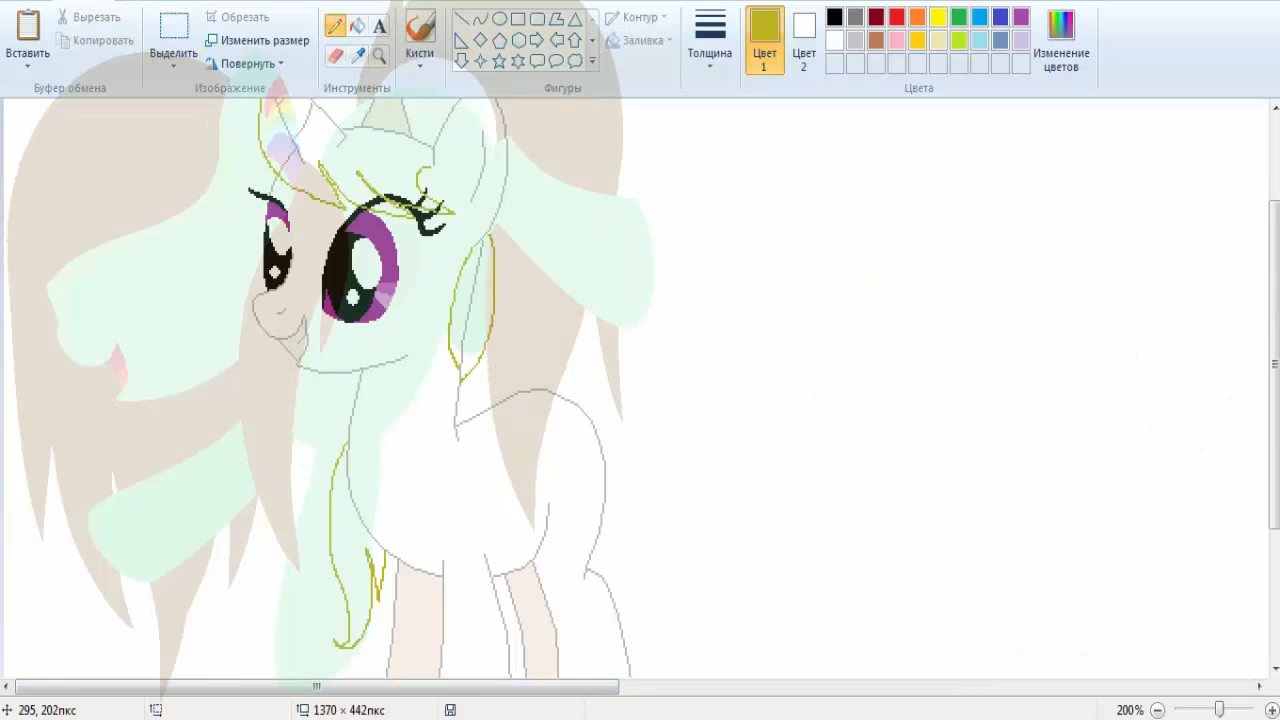 Вставить
Вырезать
Копировать
Буфер обмена
Выделить
Обрезать
Изменить размер
Повернуть
Изображение
A
Инструменты
Кисти
Контур
Заливка
Фигуры
Толщина
Цвет
1
Цвет
2
Изменение
цветов
Цвета
295, 202пкс
1370 × 442пкс
200%